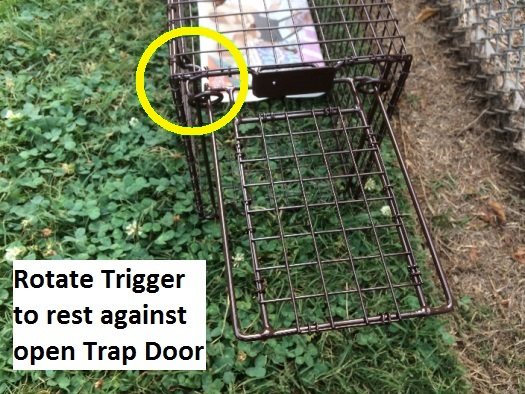 Rotate Trigger
to rest against
open Trap Door